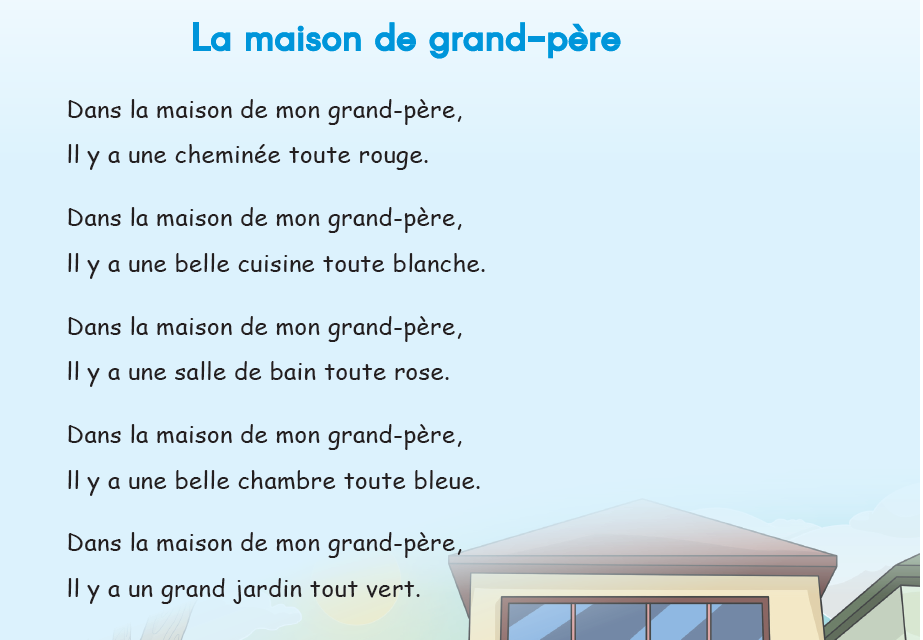 La maison de grand-père
Dans la maison de mon grand-père,
Il y a une cheminée toute rouge.
Dans la maison de mon grand-père,
Il y a une belle cuisine toute blanche.
Dans la maison de mon grand-père,
Il y a une salle de bain toute rose.
Dans la maison de mon grand-père,
Il y a une belle chambre toute bleue.
Dans la maison de mon grand-père,
Il y a un grand jardin tout vert.